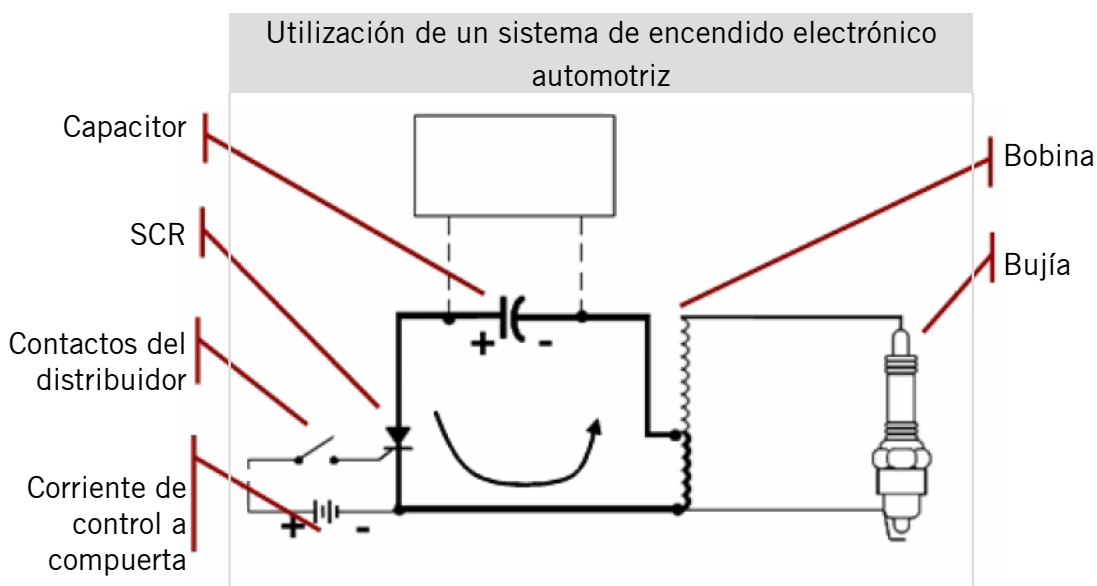 Utilización de un sistema de encendido electrónico
automotriz
Capacitor
SCR
Contactos del
distribuidor
Corriente de
control a
compuerta
Bobina
Bujía
+ -
+ -